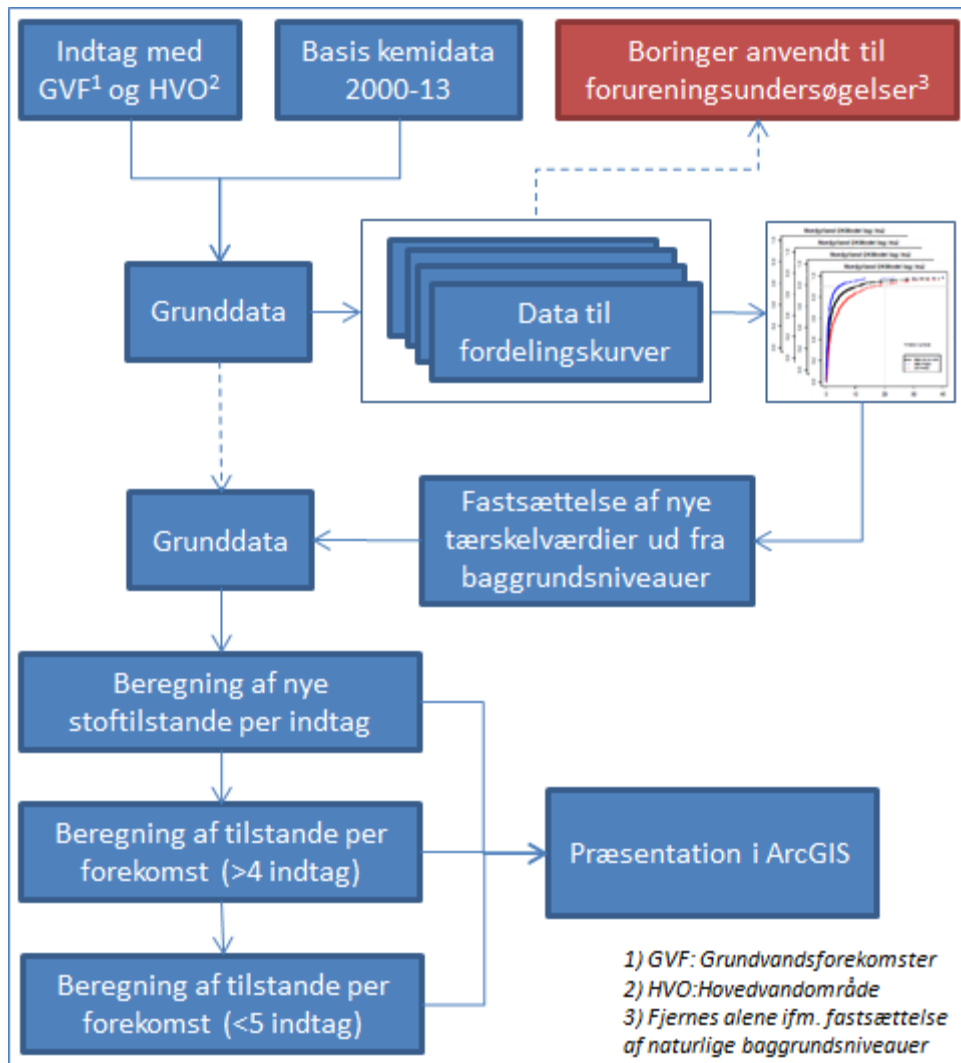 Indtag med
GVF¹ og HVO²
Basis kemidata
2000-13
Boringer anvendt til
forureningsundersøgelser³
Grunddata
Data til
fordelingskurver
Grunddata
Fastsættelse af nye
tærskelværdier ud fra
baggrundsniveauer
Beregning af nye
stoftilstande per indtag
Beregning af tilstande per
forekomst (>4 indtag)
Præsentation i ArcGIS
Beregning af tilstande per
forekomst (<5 indtag)
1) GVF: Grundvandsforekomster
2) HVO:Hovedvandområde
3) Fjernes alene ifm. fastsættelse
af naturlige baggrundsniveauer